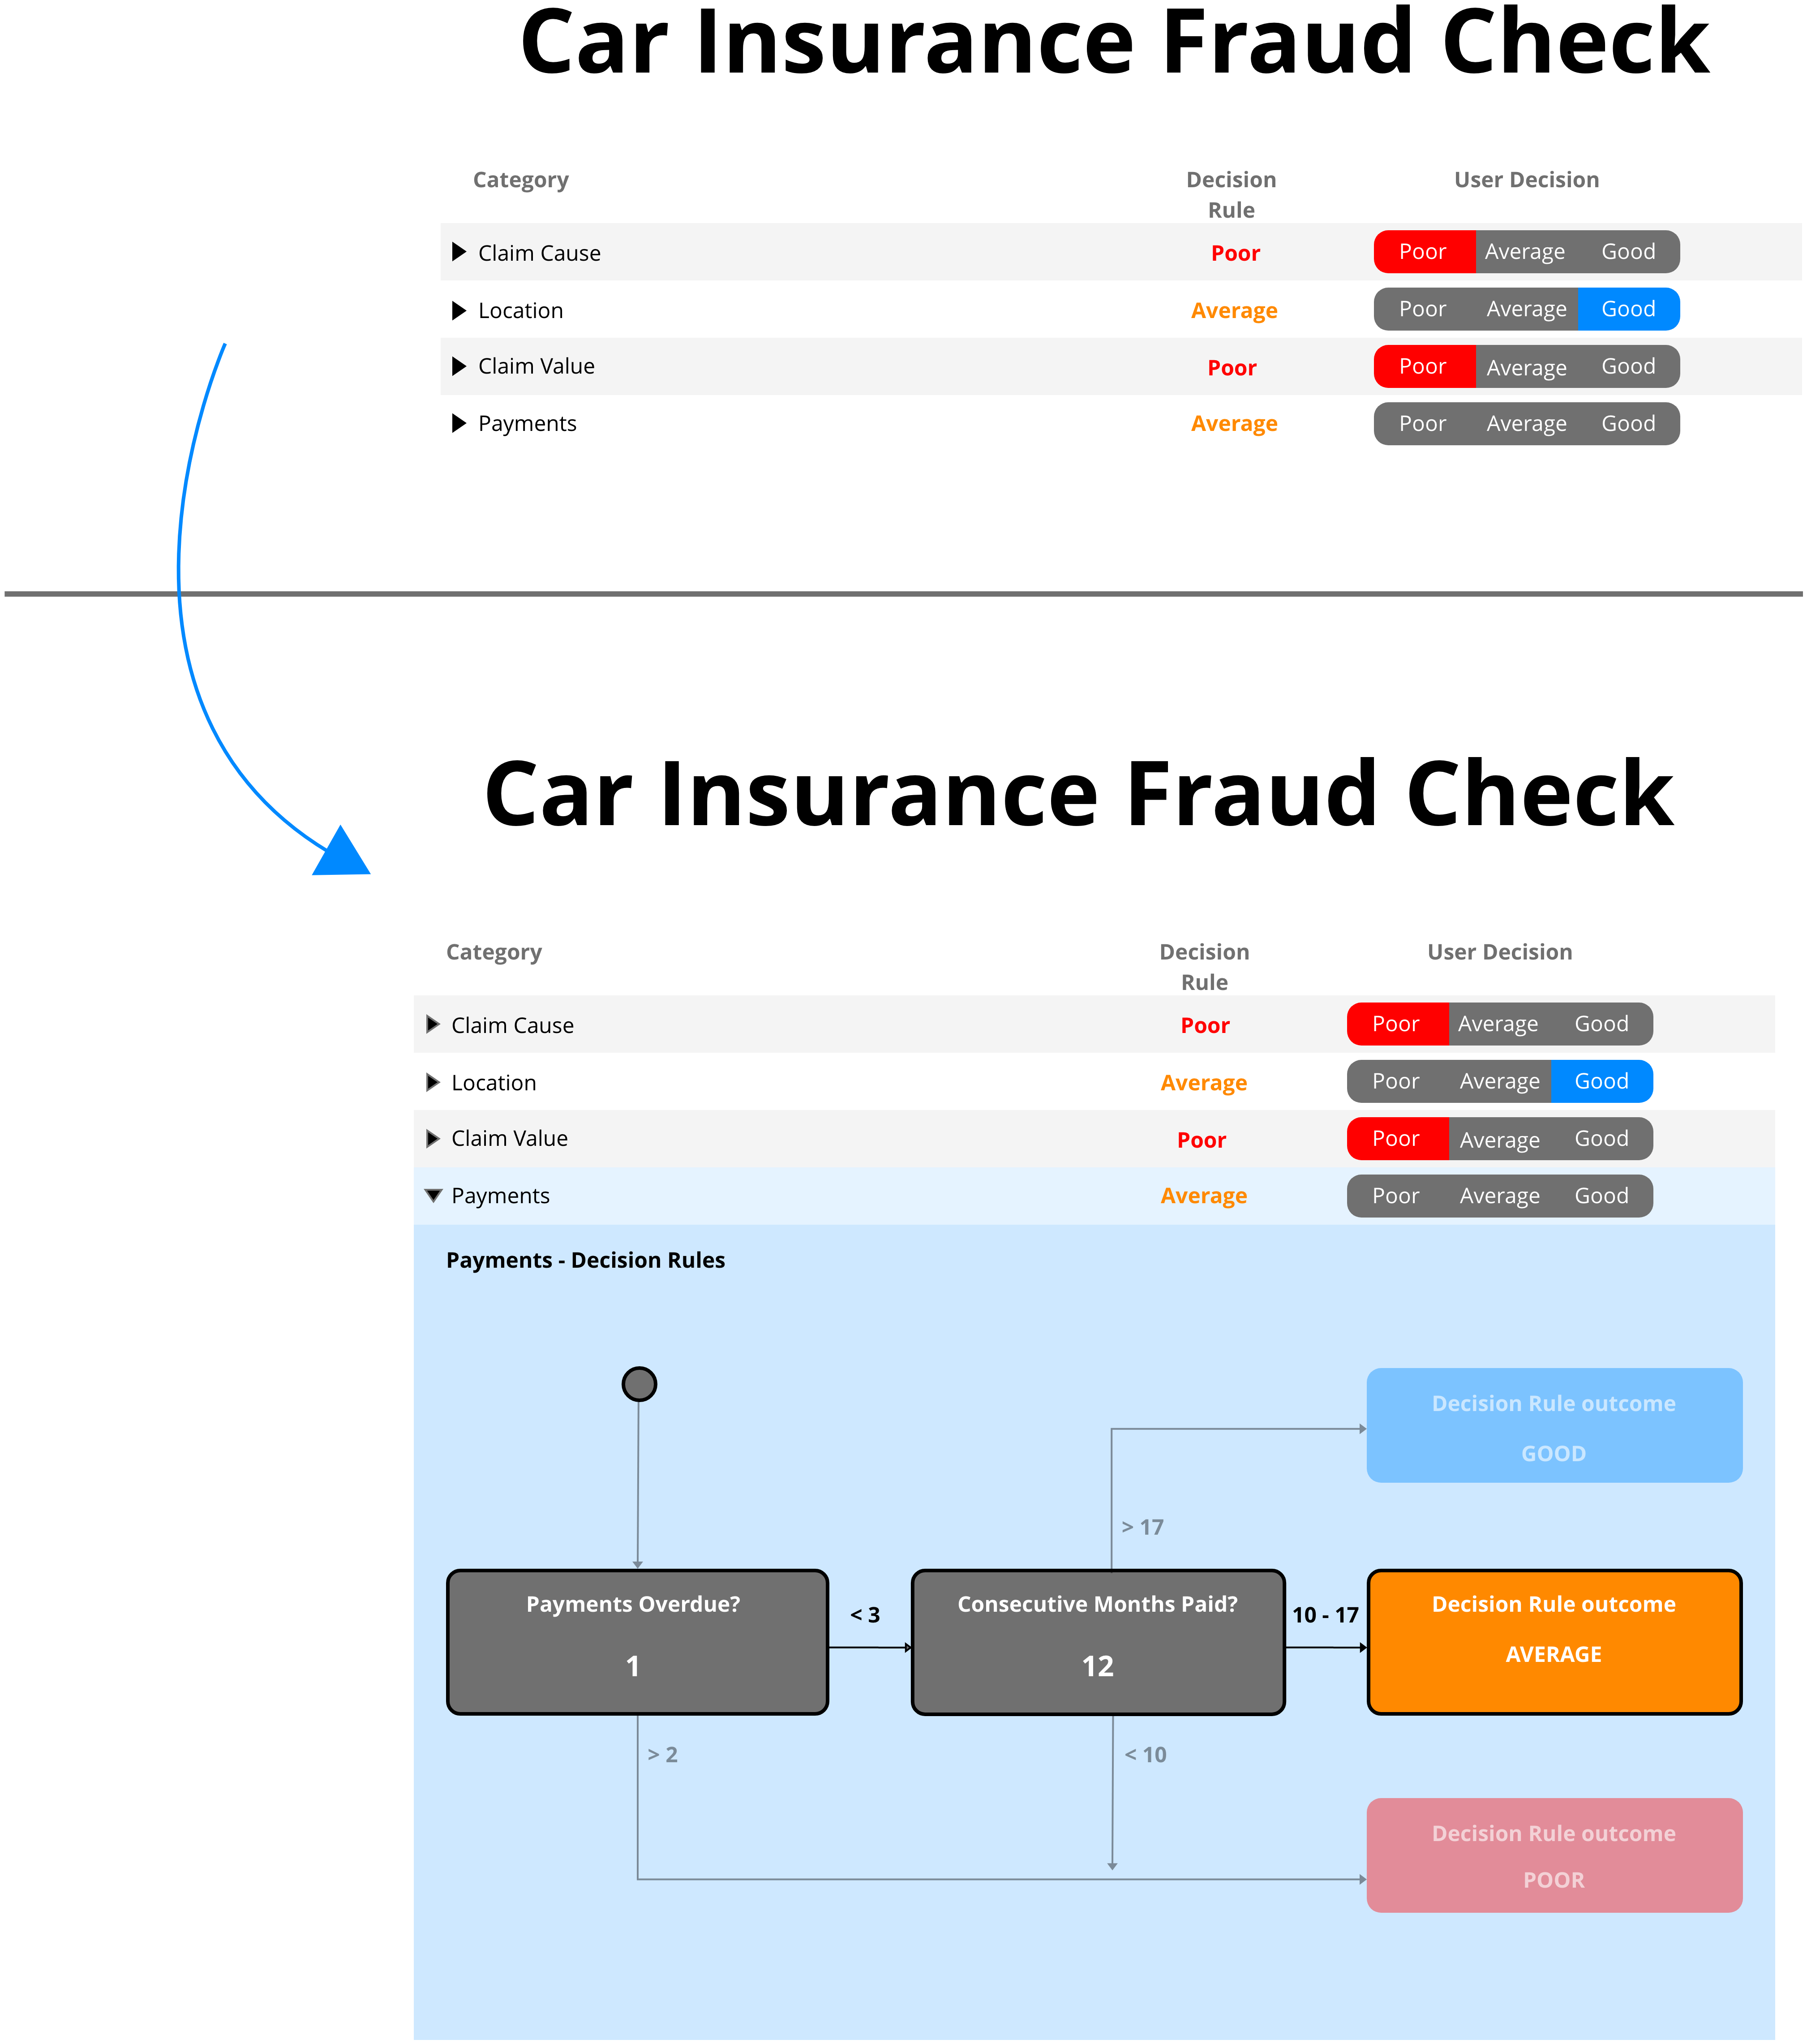 Car Insurance Fraud Check
Category
Decision
Rule
User Decision
Claim Cause
Poor
Poor Average Good
Location
Average
Poor Average Good
Claim Value
Poor
Poor Average Good
Payments
Average
Poor Average Good
Car Insurance Fraud Check
Category
Decision
Rule
User Decision
Claim Cause
Poor
Poor Average Good
Location
Average
Poor Average Good
Claim Value
Poor
Poor Average Good
Payments
Average
Poor Average Good
Payments - Decision Rules
Decision Rule outcome
GOOD
> 17
Payments Overdue?
1
< 3
Consecutive Months Paid?
12
10 - 17
Decision Rule outcome
AVERAGE
> 2
< 10
Decision Rule outcome
POOR